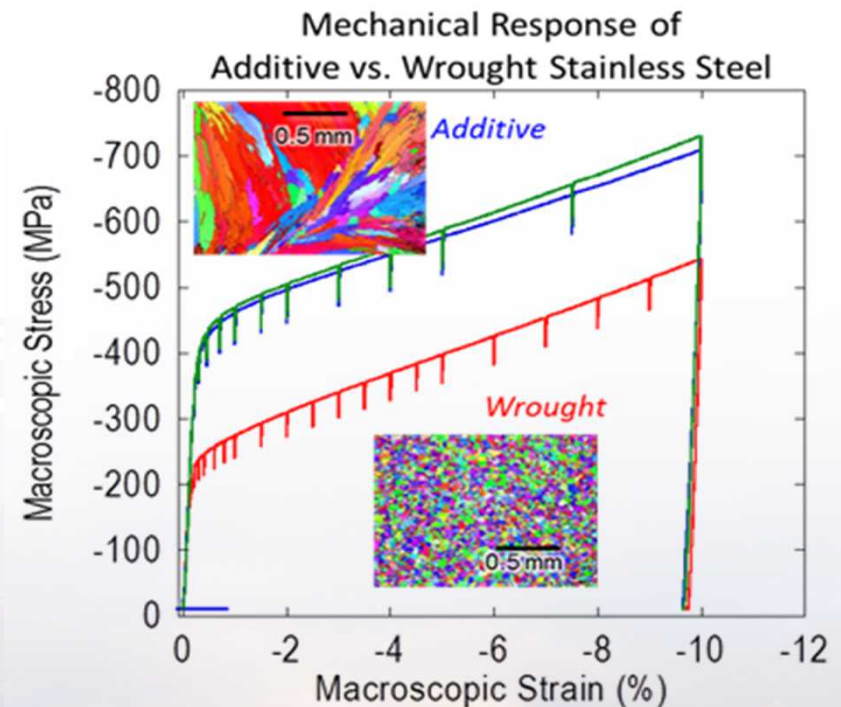 Mechanical Response of
Additive vs. Wrought Stainless Steel
Macroscopic Stress (MPa)
-800
-700
-600
-500
-400
-300
-200
-100
0
0.5 mm
Additive
Wrought
0.5 mm
0 -2 -4 -6 -8 -10 -12
Macroscopic Strain (%)